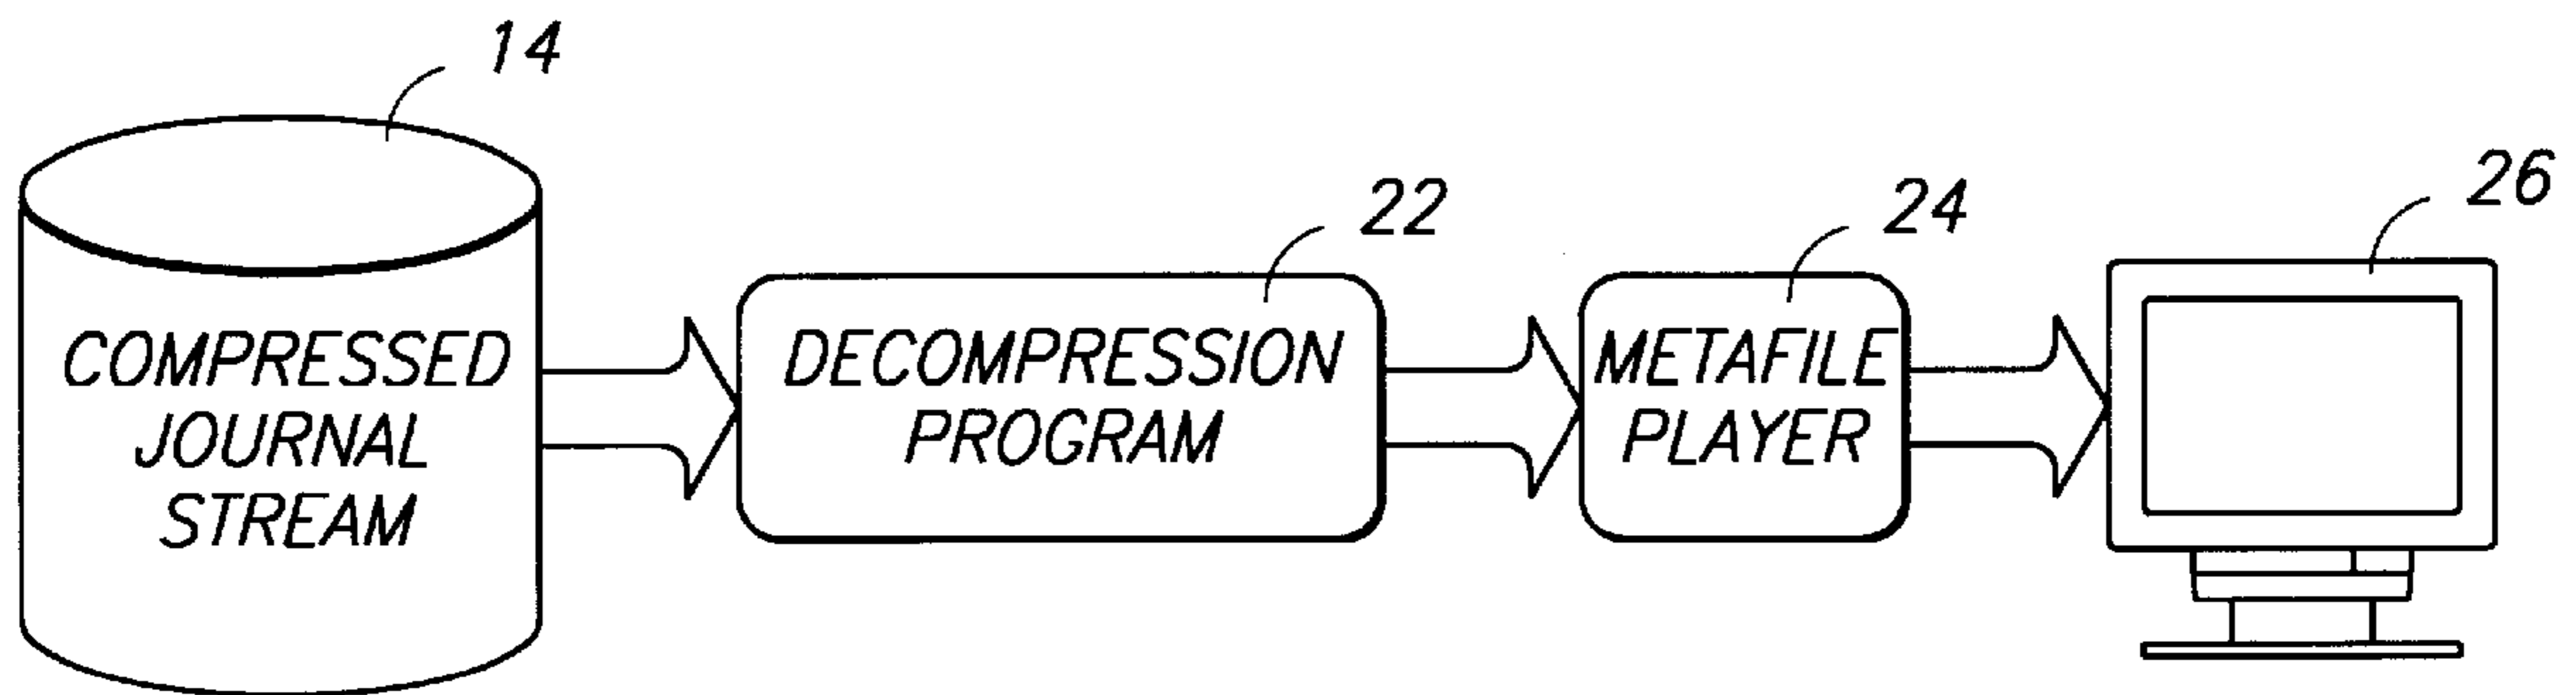 14
COMPRESSED
JOURNAL
STREAM
22
DECOMPRESSION
PROGRAM
24
METAFILE
PLAYER
26